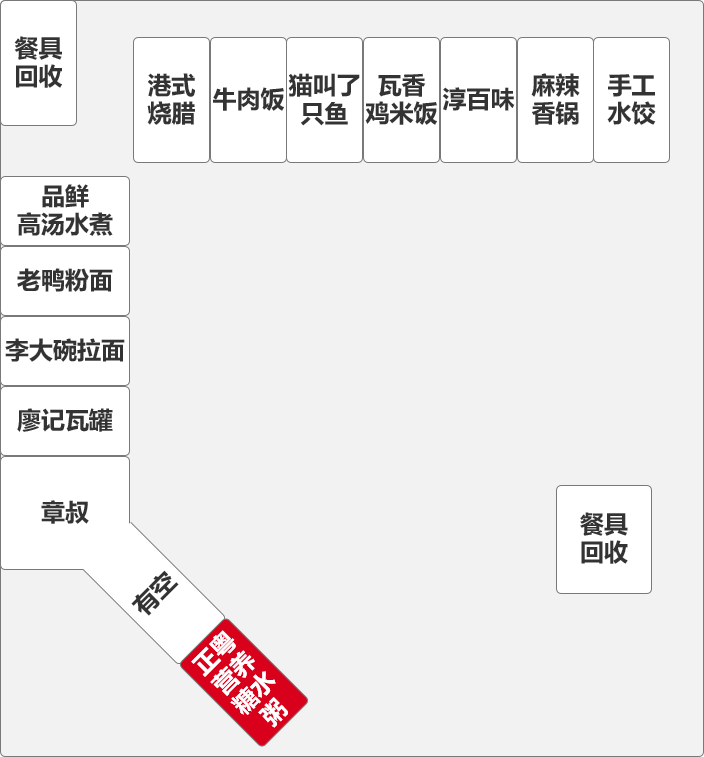 餐具
回收
港式
烧腊
牛肉饭
猫叫了
只鱼
瓦香
鸡米饭
淳百味
麻辣
香锅
手工
水饺
品鲜
高汤水煮
老鸭粉面
李大碗拉面
廖记瓦罐
章叔
有空
正粤
营养
糖水
粥
餐具
回收